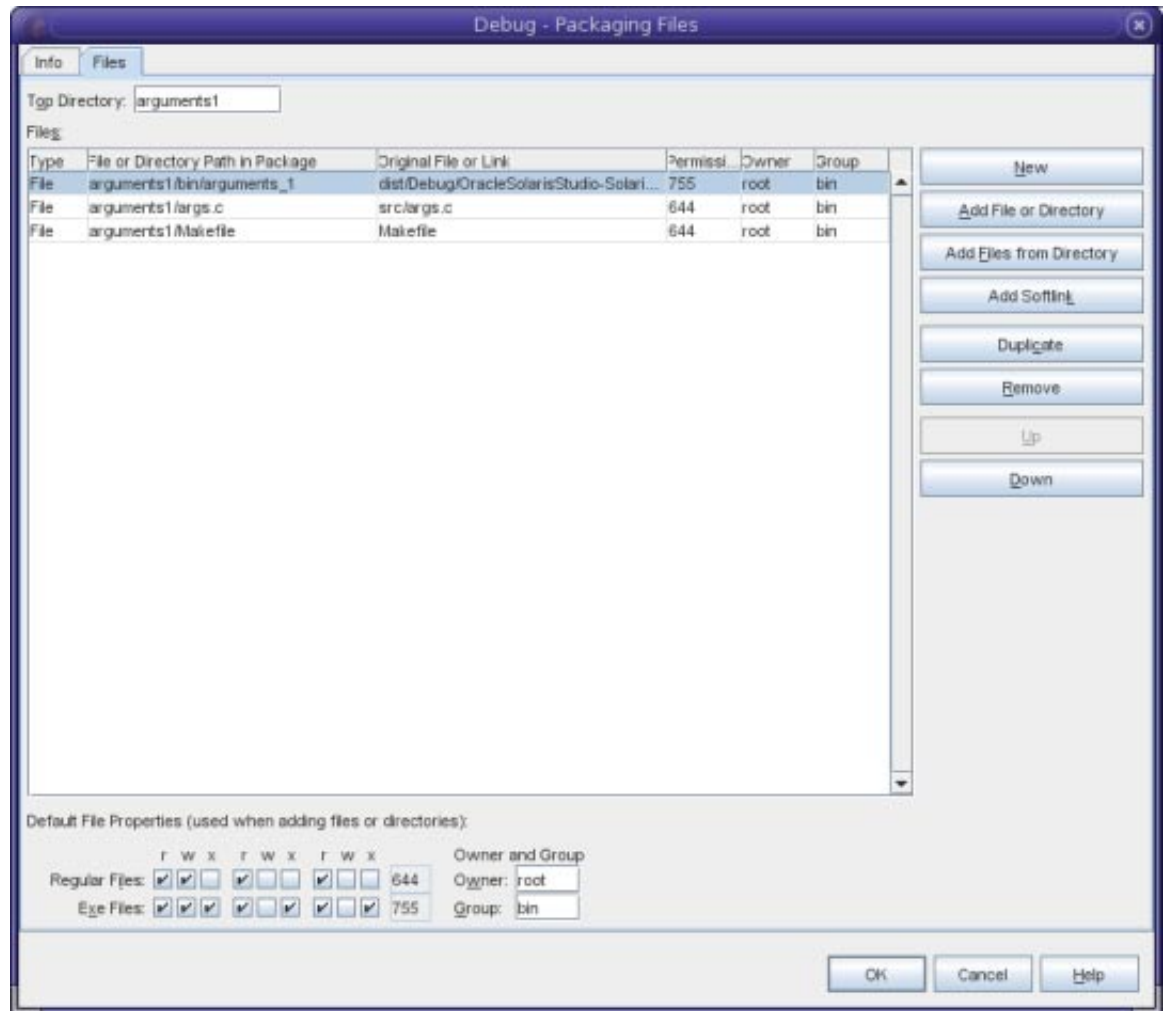 Debug - Packaging Files
Info Files
Top Directory: arguments1
Files:
Type File or Directory Path in Package Original File or Link Permissi... Owner Group
File arguments1/bin/arguments_1 dist/Debug/OracleSolarisStudio-Solari... 755 root bin
File arguments1/args.c src/args.c 644 root bin
File arguments1/Makefile Makefile 644 root bin
New
Add File or Directory
Add Files from Directory
Add Softlink
Duplicate
Remove
Up
Down
Default File Properties (used when adding files or directories):
r w x r w x r w x Owner and Group
Regular Files: 644 Owner: root
Exe Files: 755 Group: bin
OK Cancel Help